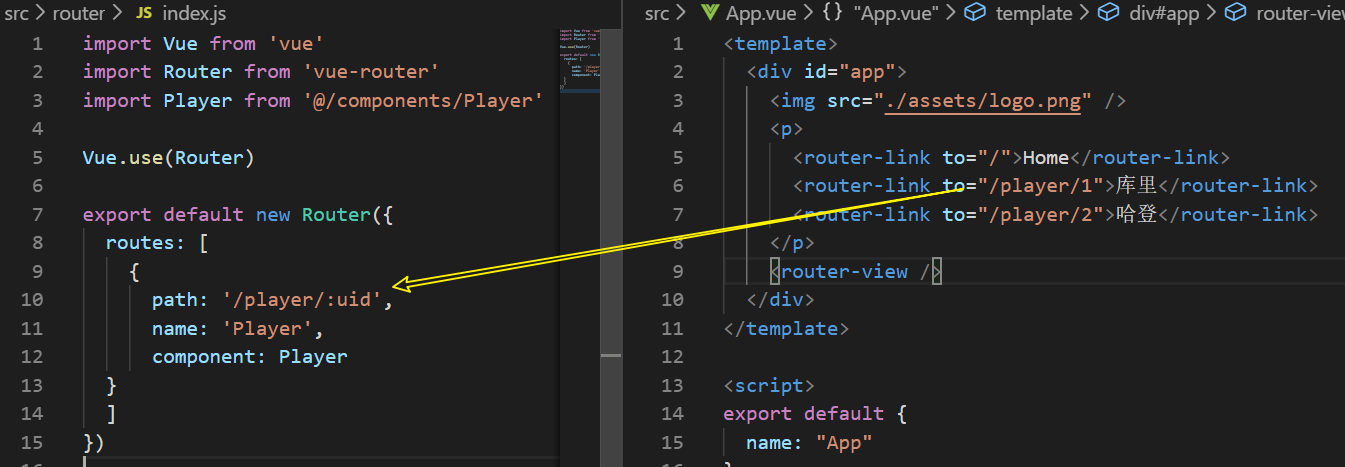 src > router > JS index.js
1 import Vue from 'vue'
2 import Router from 'vue-router'
3 import Player from '@/components/Player'
4
5 Vue.use(Router)
6
7 export default new Router({
8   routes: [
9     {
10       path: '/player/:uid',
11       name: 'Player',
12       component: Player
13   }
14   ]
15 })
src > App.vue > {} "App.vue" > template > div#app > router-view
1 <template>
2   <div id="app">
3     <img src="./assets/logo.png" />
4     <p>
5       <router-link to="/">Home</router-link>
6       <router-link to="/player/1">库里</router-link>
7       <router-link to="/player/2">哈登</router-link>
8     </p>
9     <router-view />
10   </div>
11 </template>
12
13 <script>
14 export default {
15   name: "App"